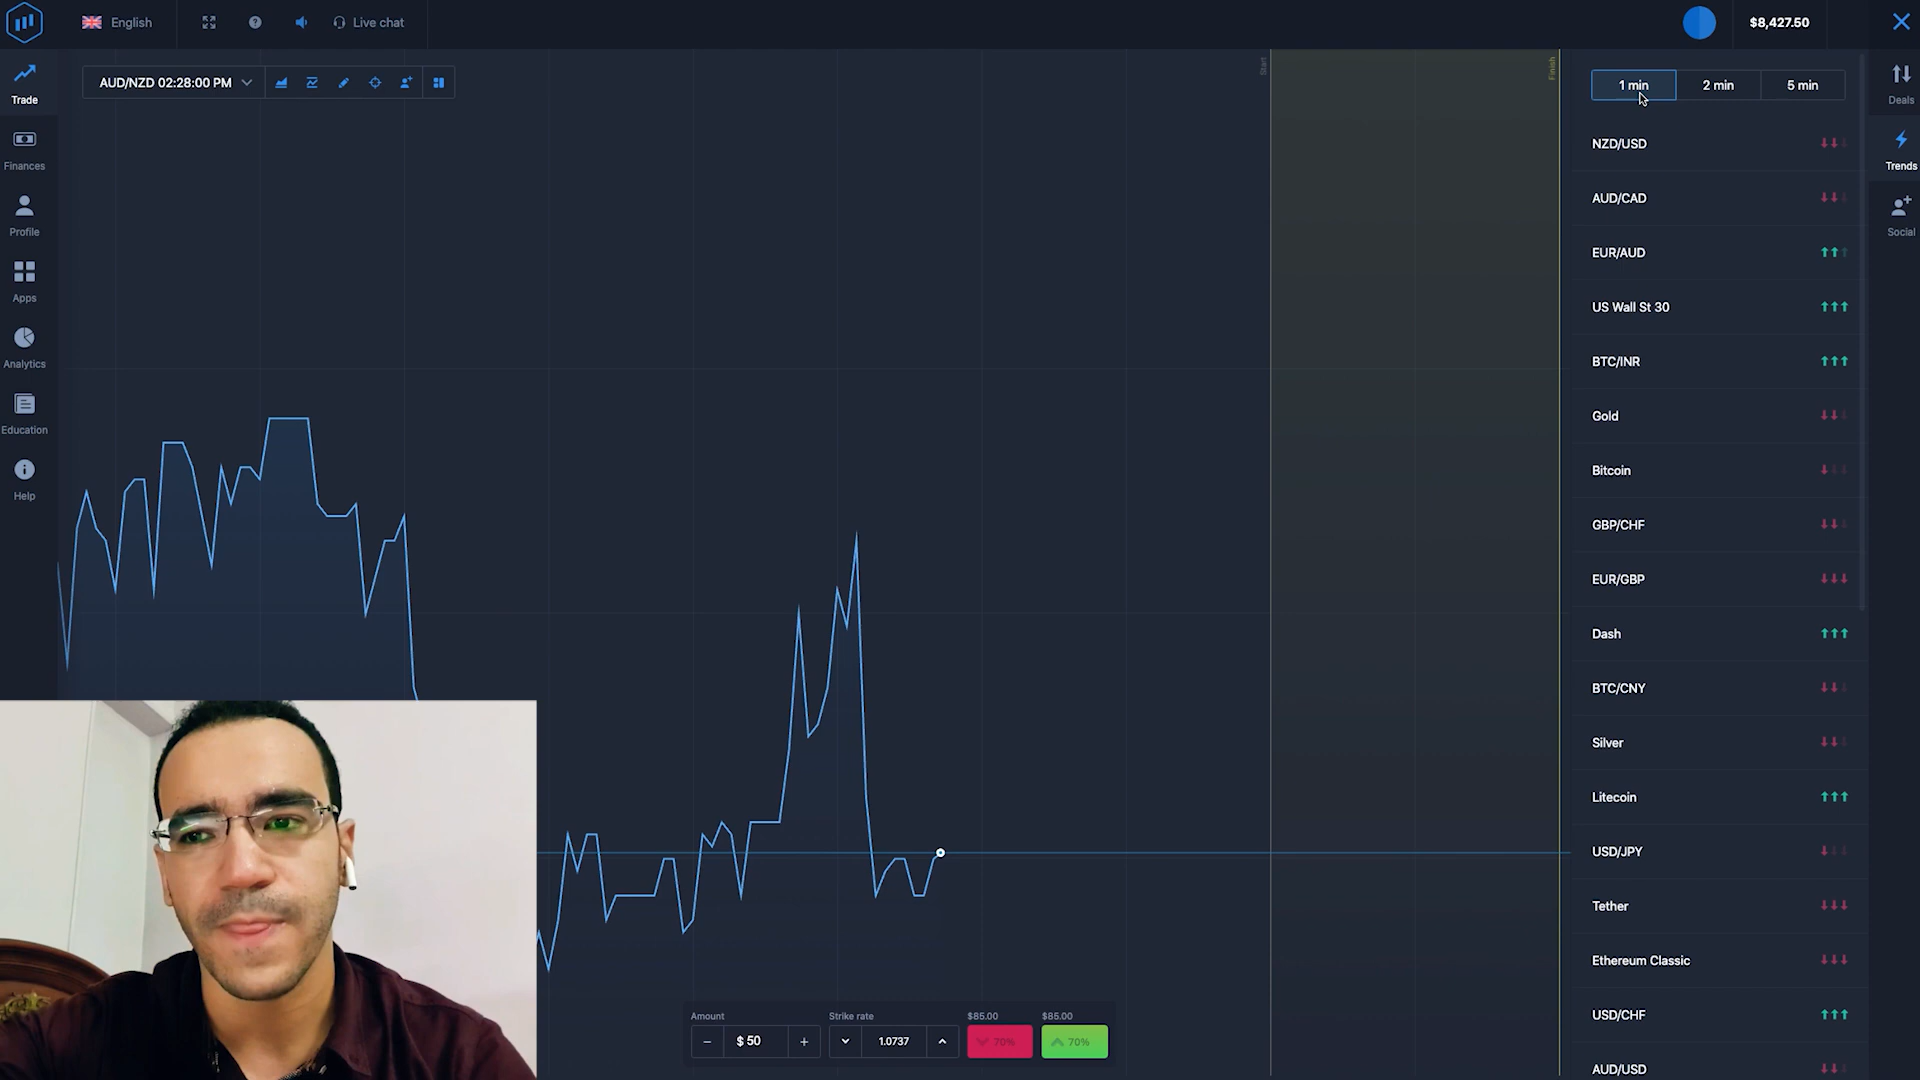 English
Live chat
$8,427.50
AUD/NZD 02:28:00 PM
Start
Finish
1 min
2 min
5 min
Trade
Finances
Profile
Apps
Analytics
Education
Help
NZD/USD
AUD/CAD
EUR/AUD
US Wall St 30
BTC/INR
Gold
Bitcoin
GBP/CHF
EUR/GBP
Dash
BTC/CNY
Silver
Litecoin
USD/JPY
Tether
Ethereum Classic
USD/CHF
AUD/USD
Deals
Trends
Social
Amount
Strike rate
$85.00
$85.00
$ 50
1.0737
70%
70%